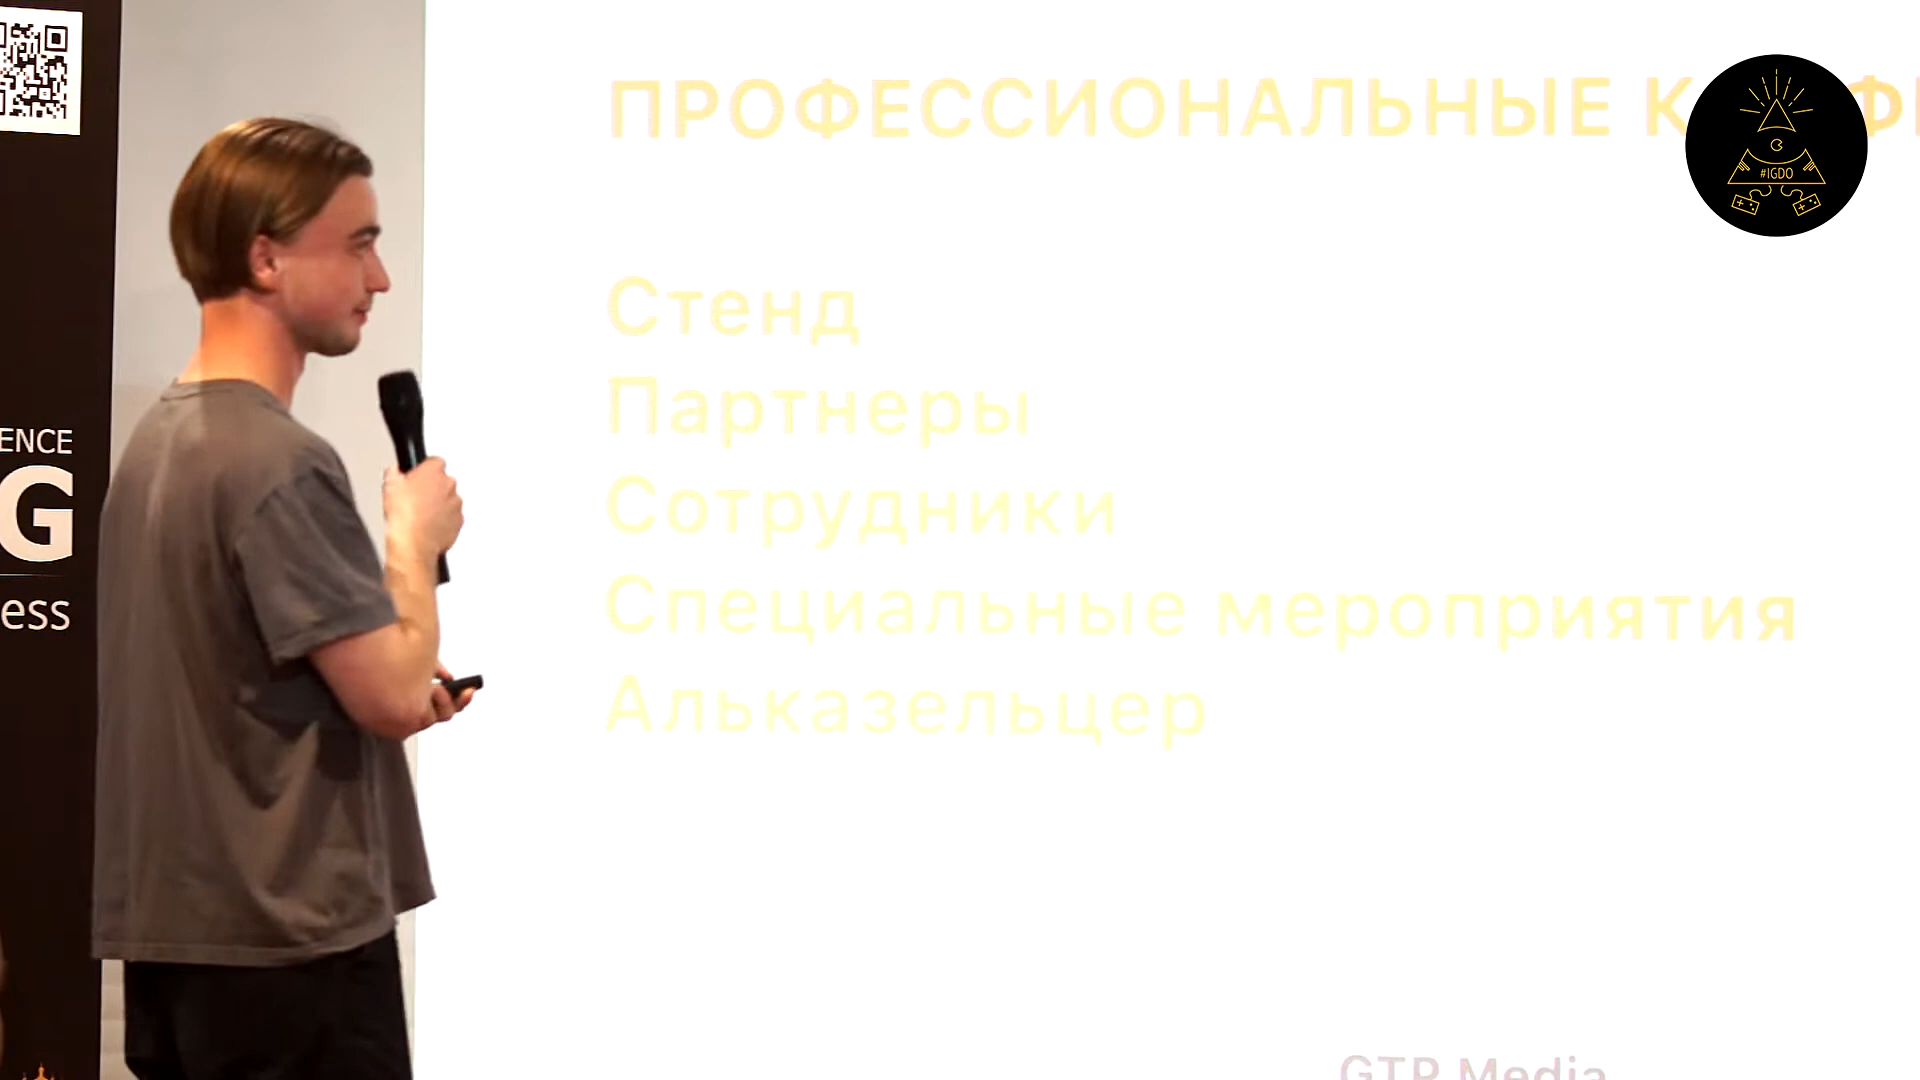 ПРОФЕССИОНАЛЬНЫЕ
Стенд
Партнеры
Сотрудники
Специальные мероприятия
Альказельцер
GTP Media
#IGDO
ENCE
G
ess